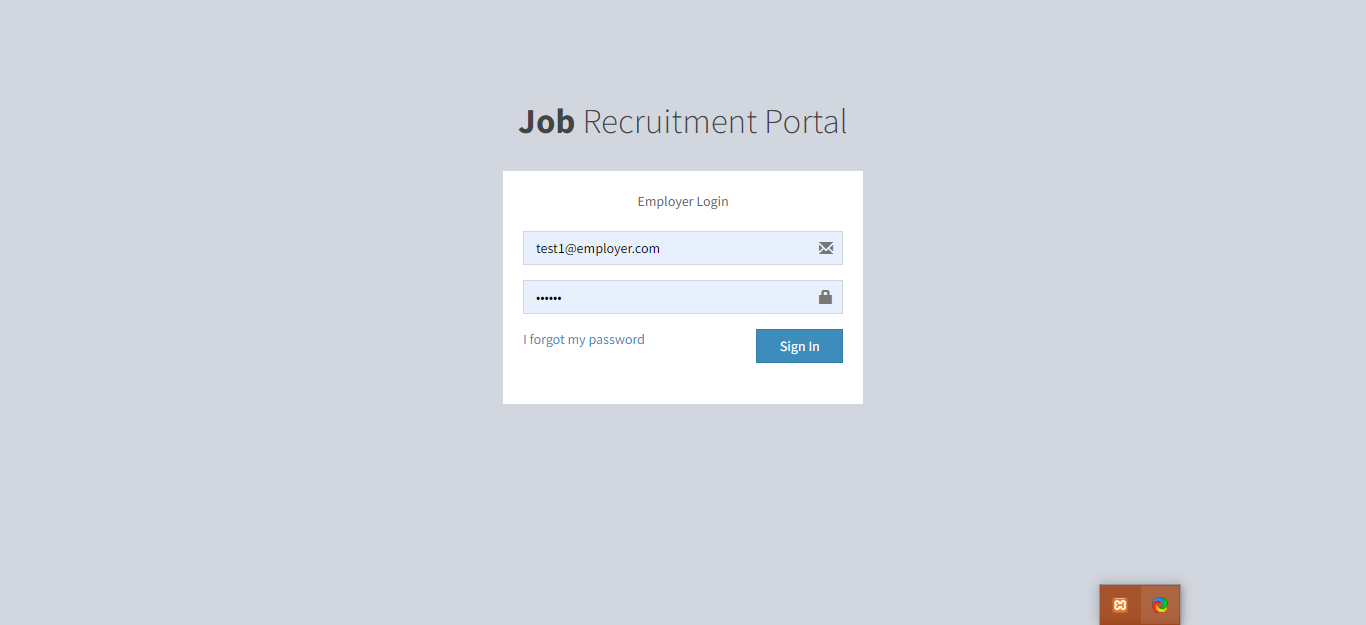 Job Recruitment Portal
Employer Login
test1@employer.com
••••••
I forgot my password
Sign In